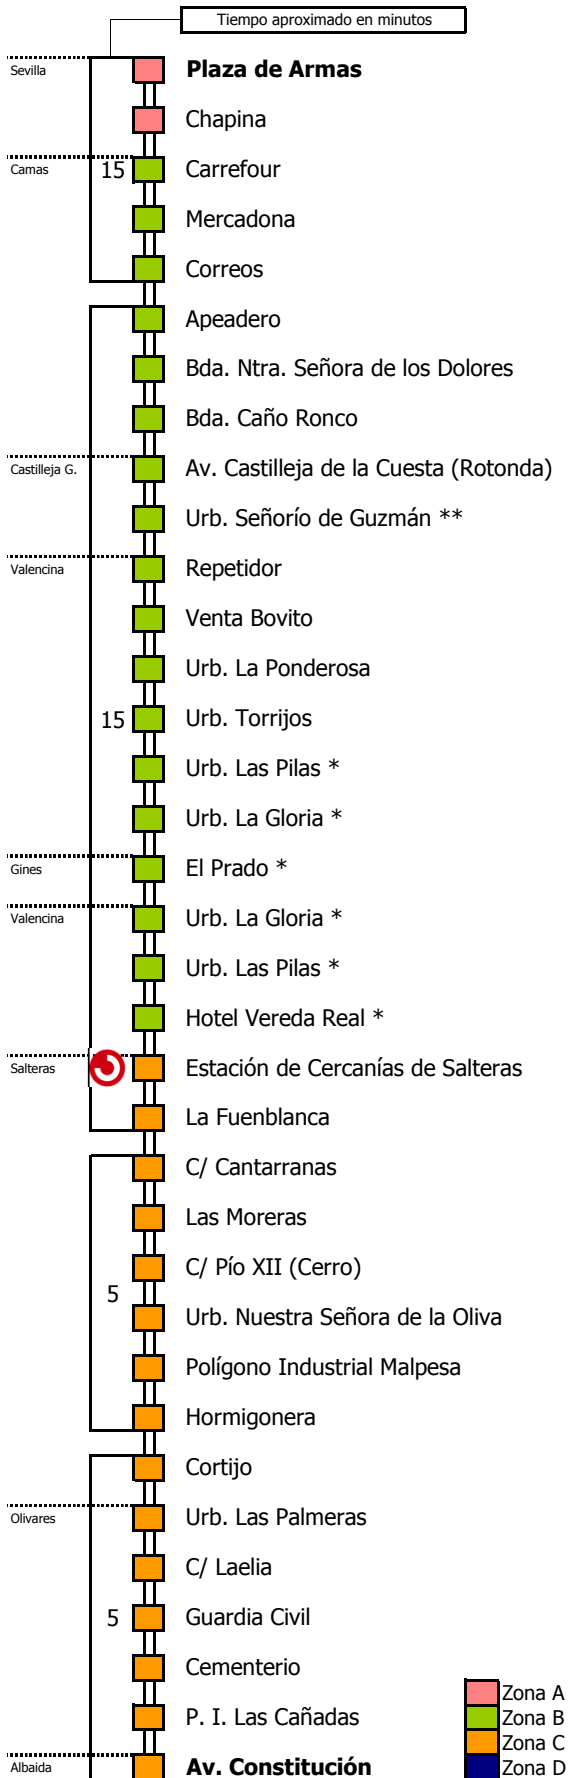 Tiempo aproximado en minutos
Sevilla
Plaza de Armas
Chapina
Camas
15
Carrefour
Mercadona
Correos
Apeadero
Bda. Ntra. Señora de los Dolores
Bda. Caño Ronco
Castilleja G.
Av. Castilleja de la Cuesta (Rotonda)
Urb. Señorío de Guzmán **
Valencina
Repetidor
Venta Bovito
Urb. La Ponderosa
15
Urb. Torrijos
Urb. Las Pilas *
Urb. La Gloria *
Gines
El Prado *
Valencina
Urb. La Gloria *
Urb. Las Pilas *
Hotel Vereda Real *
Salteras
Estación de Cercanías de Salteras
La Fuenblanca
C/ Cantarranas
Las Moreras
C/ Pío XII (Cerro)
5
Urb. Nuestra Señora de la Oliva
Polígono Industrial Malpesa
Hormigonera
Cortijo
Olivares
Urb. Las Palmeras
C/ Laelia
5
Guardia Civil
Cementerio
P. I. Las Cañadas
Albaida
Av. Constitución
Zona A
Zona B
Zona C
Zona D